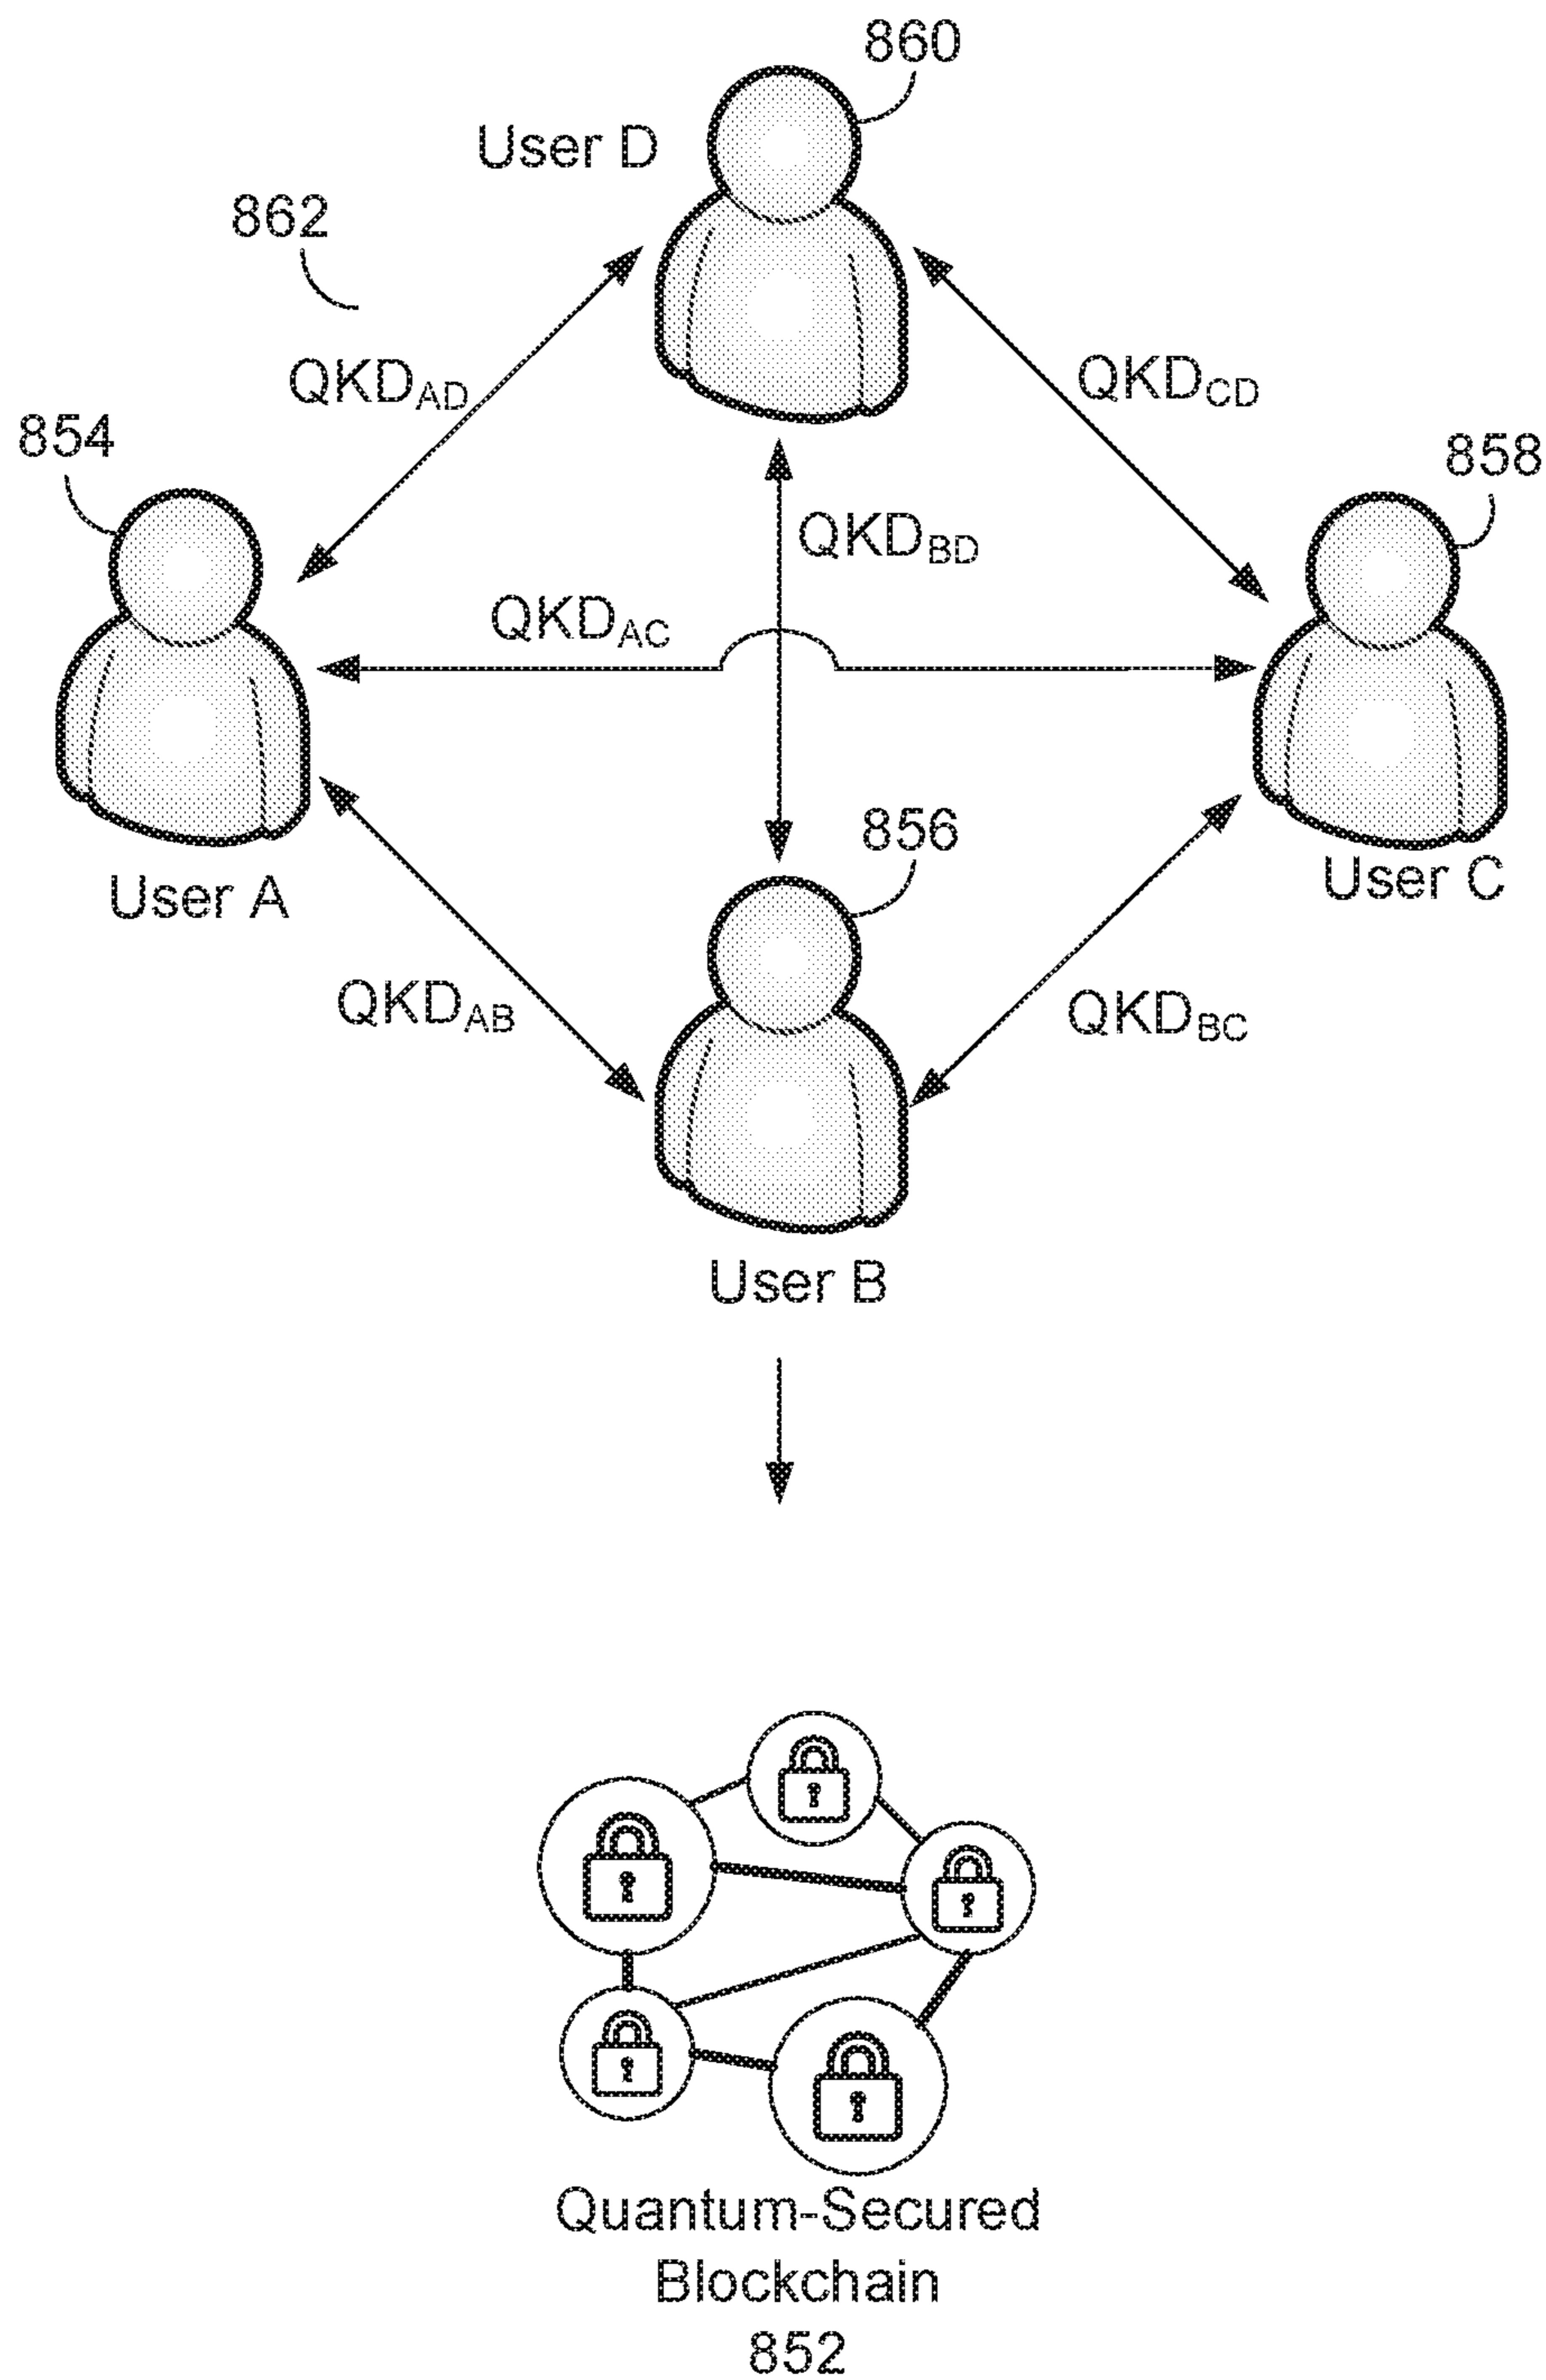 860
User D
862
QKDAD
QKDCD
854
858
QKDBD
QKDAC
856
User A
User C
QKDAB
QKDBC
User B
Quantum-Secured
Blockchain
852